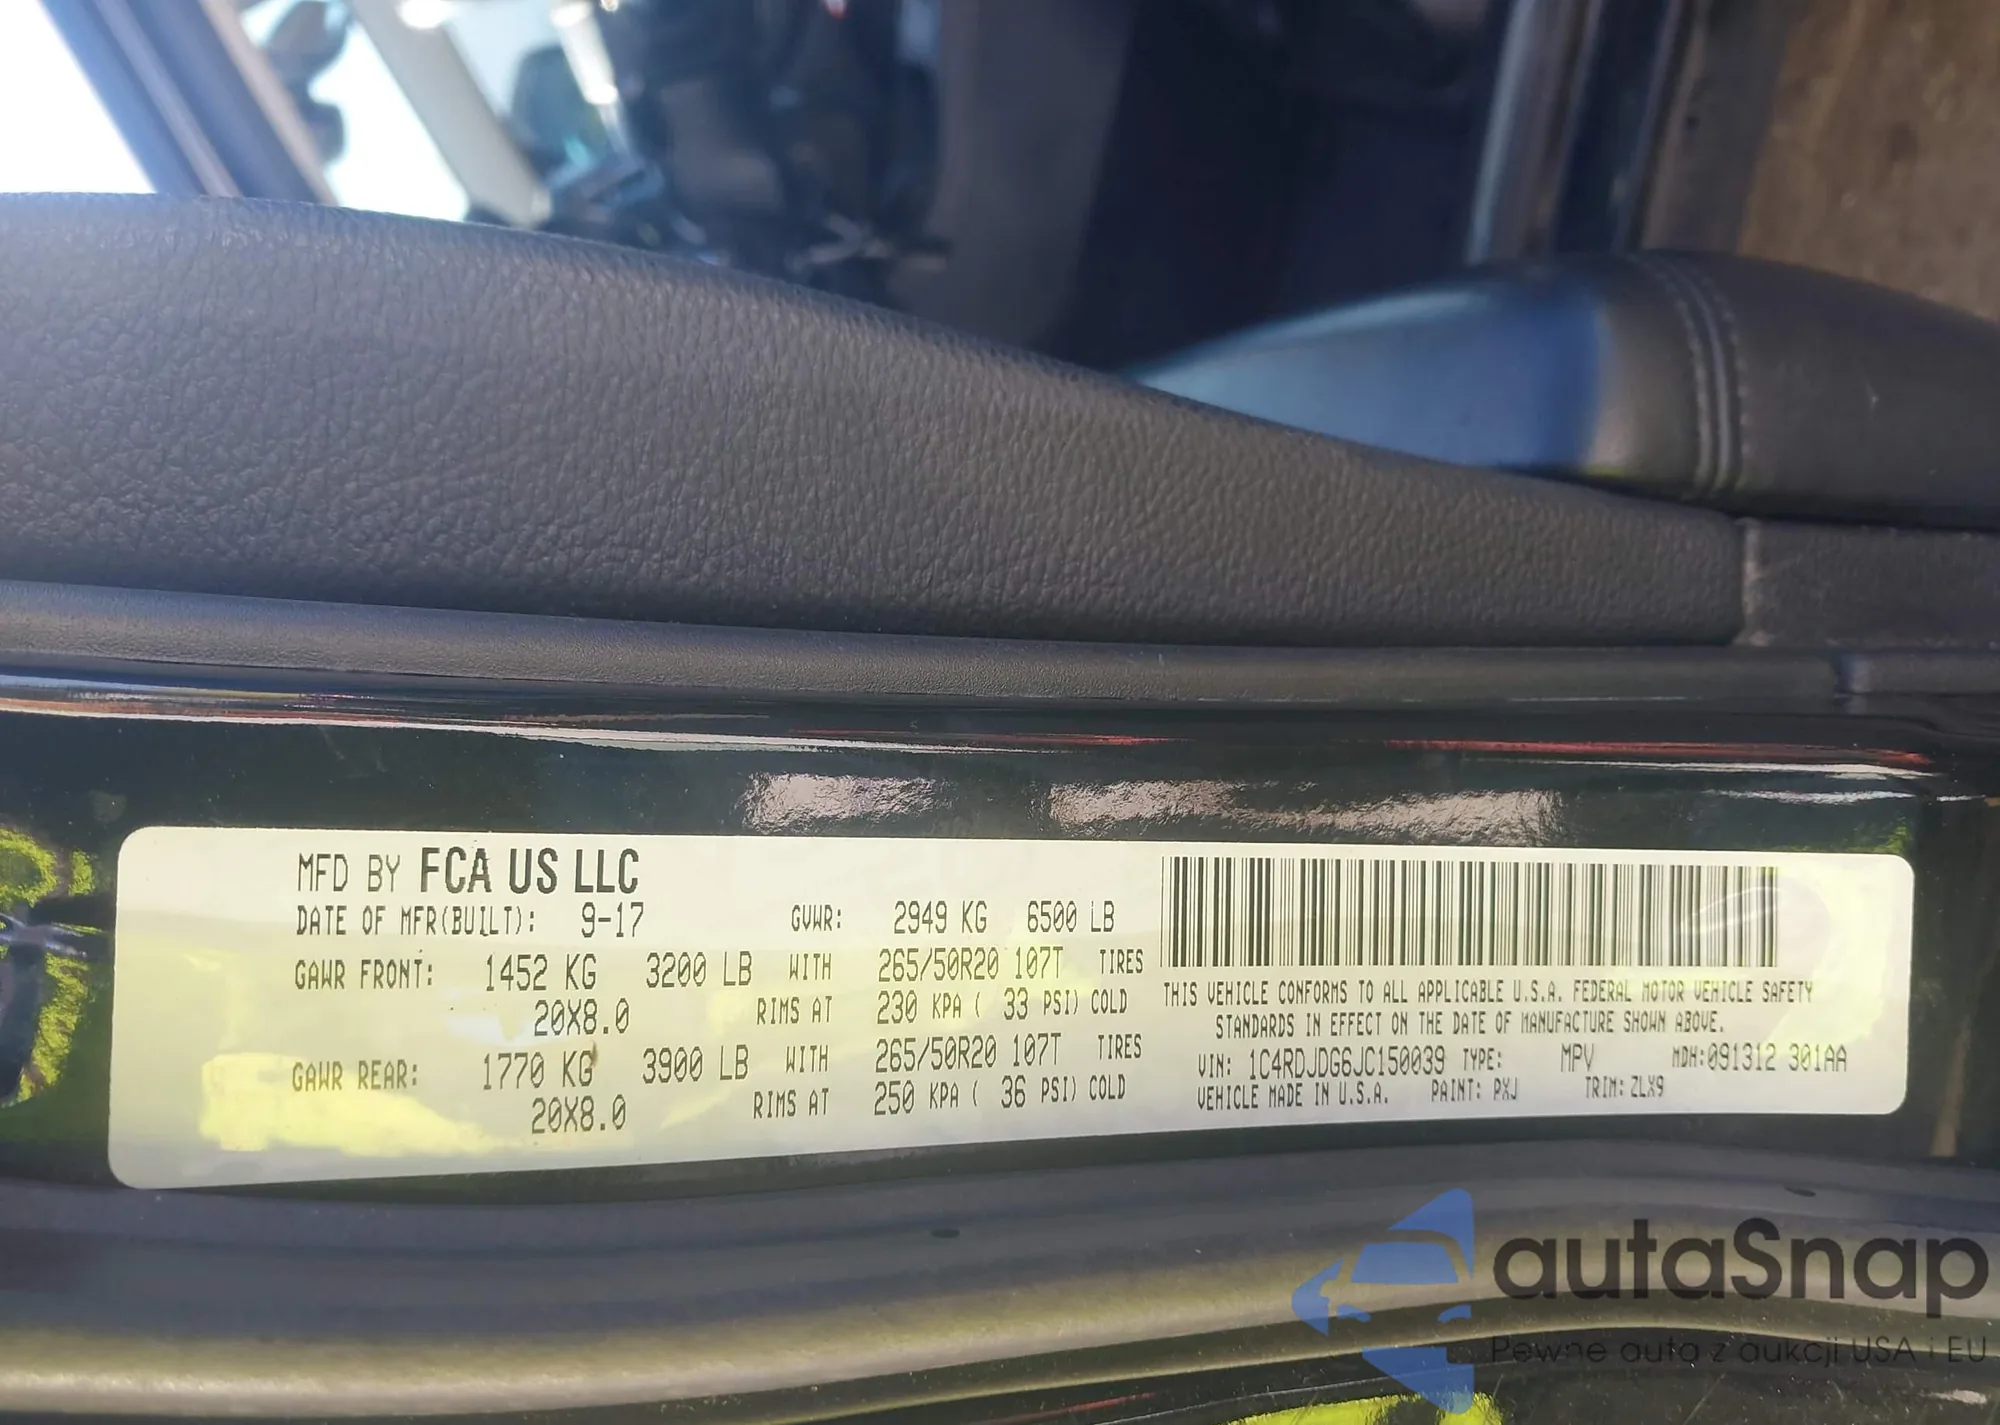 MFD BY FCA US LLC
DATE OF MFR(BUILT): 9-17 GVWR: 2949 KG 6500 LB
GAWR FRONT: 1452 KG 3200 LB WITH 265/50R20 107T TIRES
20X8.0 RIMS AT 230 KPA ( 33 PSI) COLD
GAWR REAR: 1770 KG 3900 LB WITH 265/50R20 107T TIRES
20X8.0 RIMS AT 250 KPA ( 36 PSI) COLD
THIS VEHICLE CONFORMS TO ALL APPLICABLE U.S.A. FEDERAL MOTOR VEHICLE SAFETY
STANDARDS IN EFFECT ON THE DATE OF MANUFACTURE SHOWN ABOVE.
VIN: 1C4RDJDG6JC150039 TYPE: MPV MDH:091312 301AA
VEHICLE MADE IN U.S.A. PAINT: PXJ TRIM: ZLX9
autaSnap
Pewne auta z aukcji USA i EU